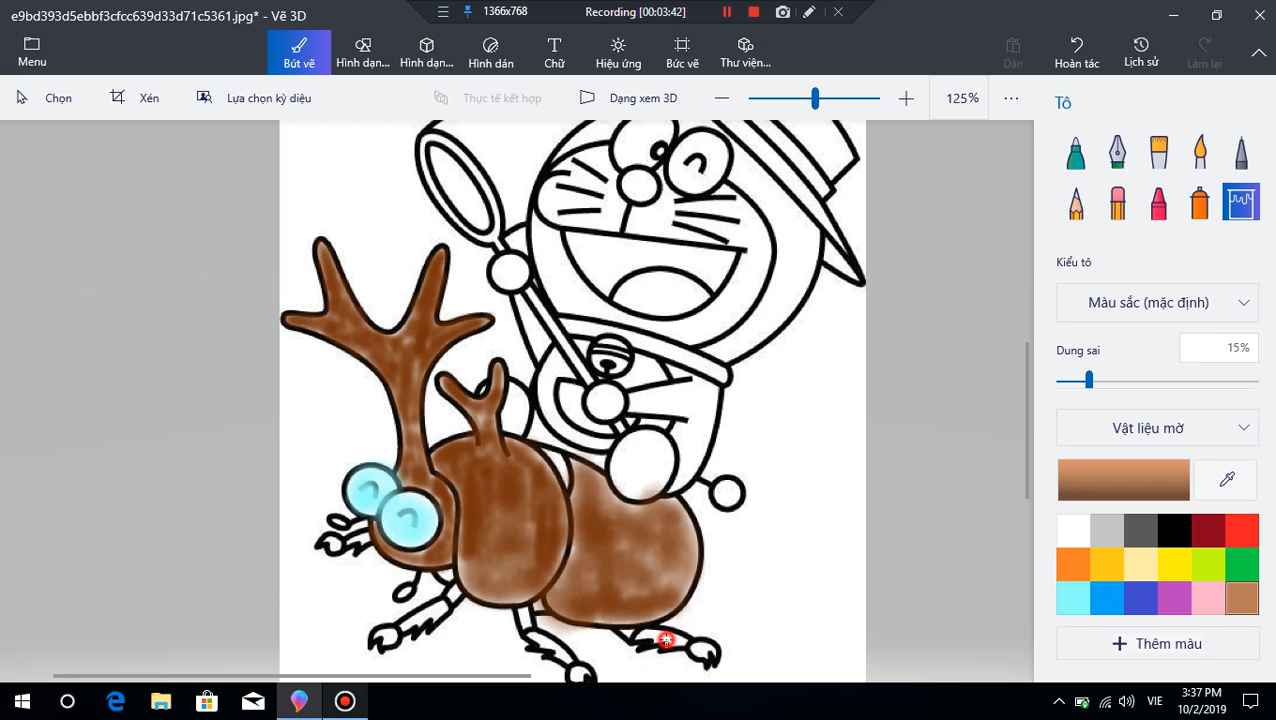 e9bd393d5ebbf3cfcc639d33d71c5361.jpg* - Vẽ 3D
1366x768
Recording [00:03:42]
Menu
Bút vẽ
Hình dạn...
Hình dạn...
Hình dán
Chữ
Hiệu ứng
Bức vẽ
Thư viện...
Dán
Hoàn tác
Lịch sử
Làm lại
Chọn
Xén
Lựa chọn kỳ diệu
Thực tế kết hợp
Dạng xem 3D
125%
Tô
Kiểu tô
Màu sắc (mặc định)
Dung sai
15%
Vật liệu mờ
Thêm màu
VIE
3:37 PM
10/2/2019